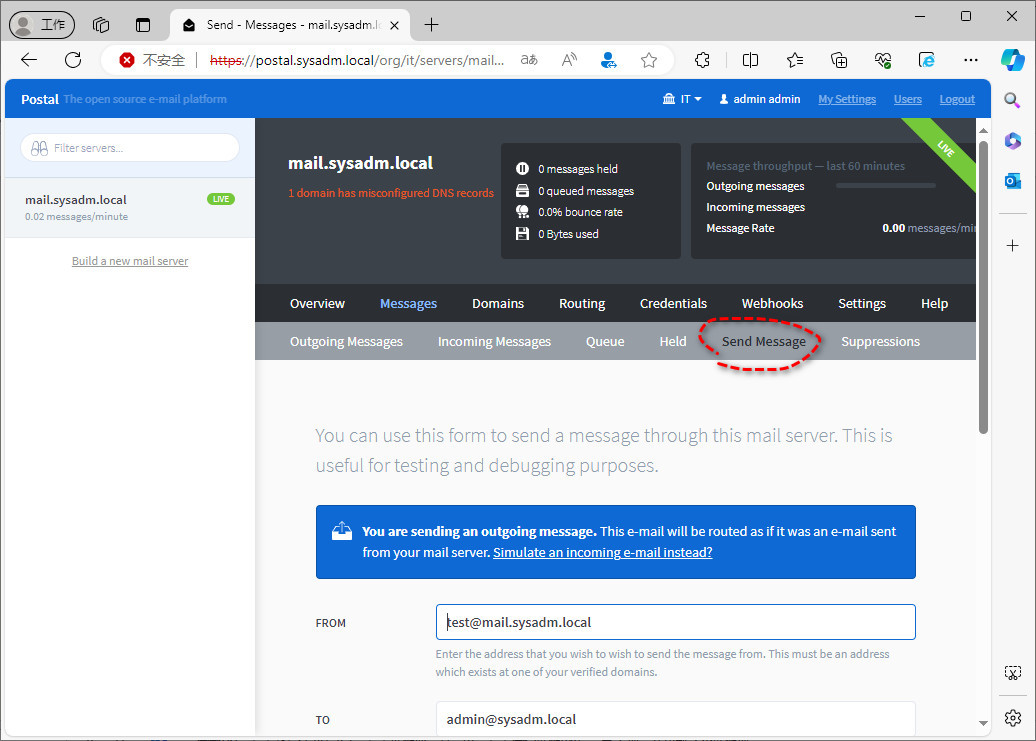 工作
Send - Messages - mail.sysadm.l
不安全
https://postal.sysadm.local/org/it/servers/mail...
Postal The open source e-mail platform
IT
admin admin
My Settings
Users
Logout
Filter servers...
mail.sysadm.local
LIVE
0.02 messages/minute
Build a new mail server
mail.sysadm.local
1 domain has misconfigured DNS records
0 messages held
0 queued messages
0.0% bounce rate
0 Bytes used
Message throughput — last 60 minutes
Outgoing messages
Incoming messages
Message Rate 0.00 messages/min
LIVE
Overview Messages Domains Routing Credentials Webhooks Settings Help
Outgoing Messages Incoming Messages Queue Held Send Message Suppressions
You can use this form to send a message through this mail server. This is
useful for testing and debugging purposes.
You are sending an outgoing message. This e-mail will be routed as if it was an e-mail sent
from your mail server. Simulate an incoming e-mail instead?
FROM
test@mail.sysadm.local
Enter the address that you wish to wish to send the message from. This must be an address
which exists at one of your verified domains.
TO
admin@sysadm.local